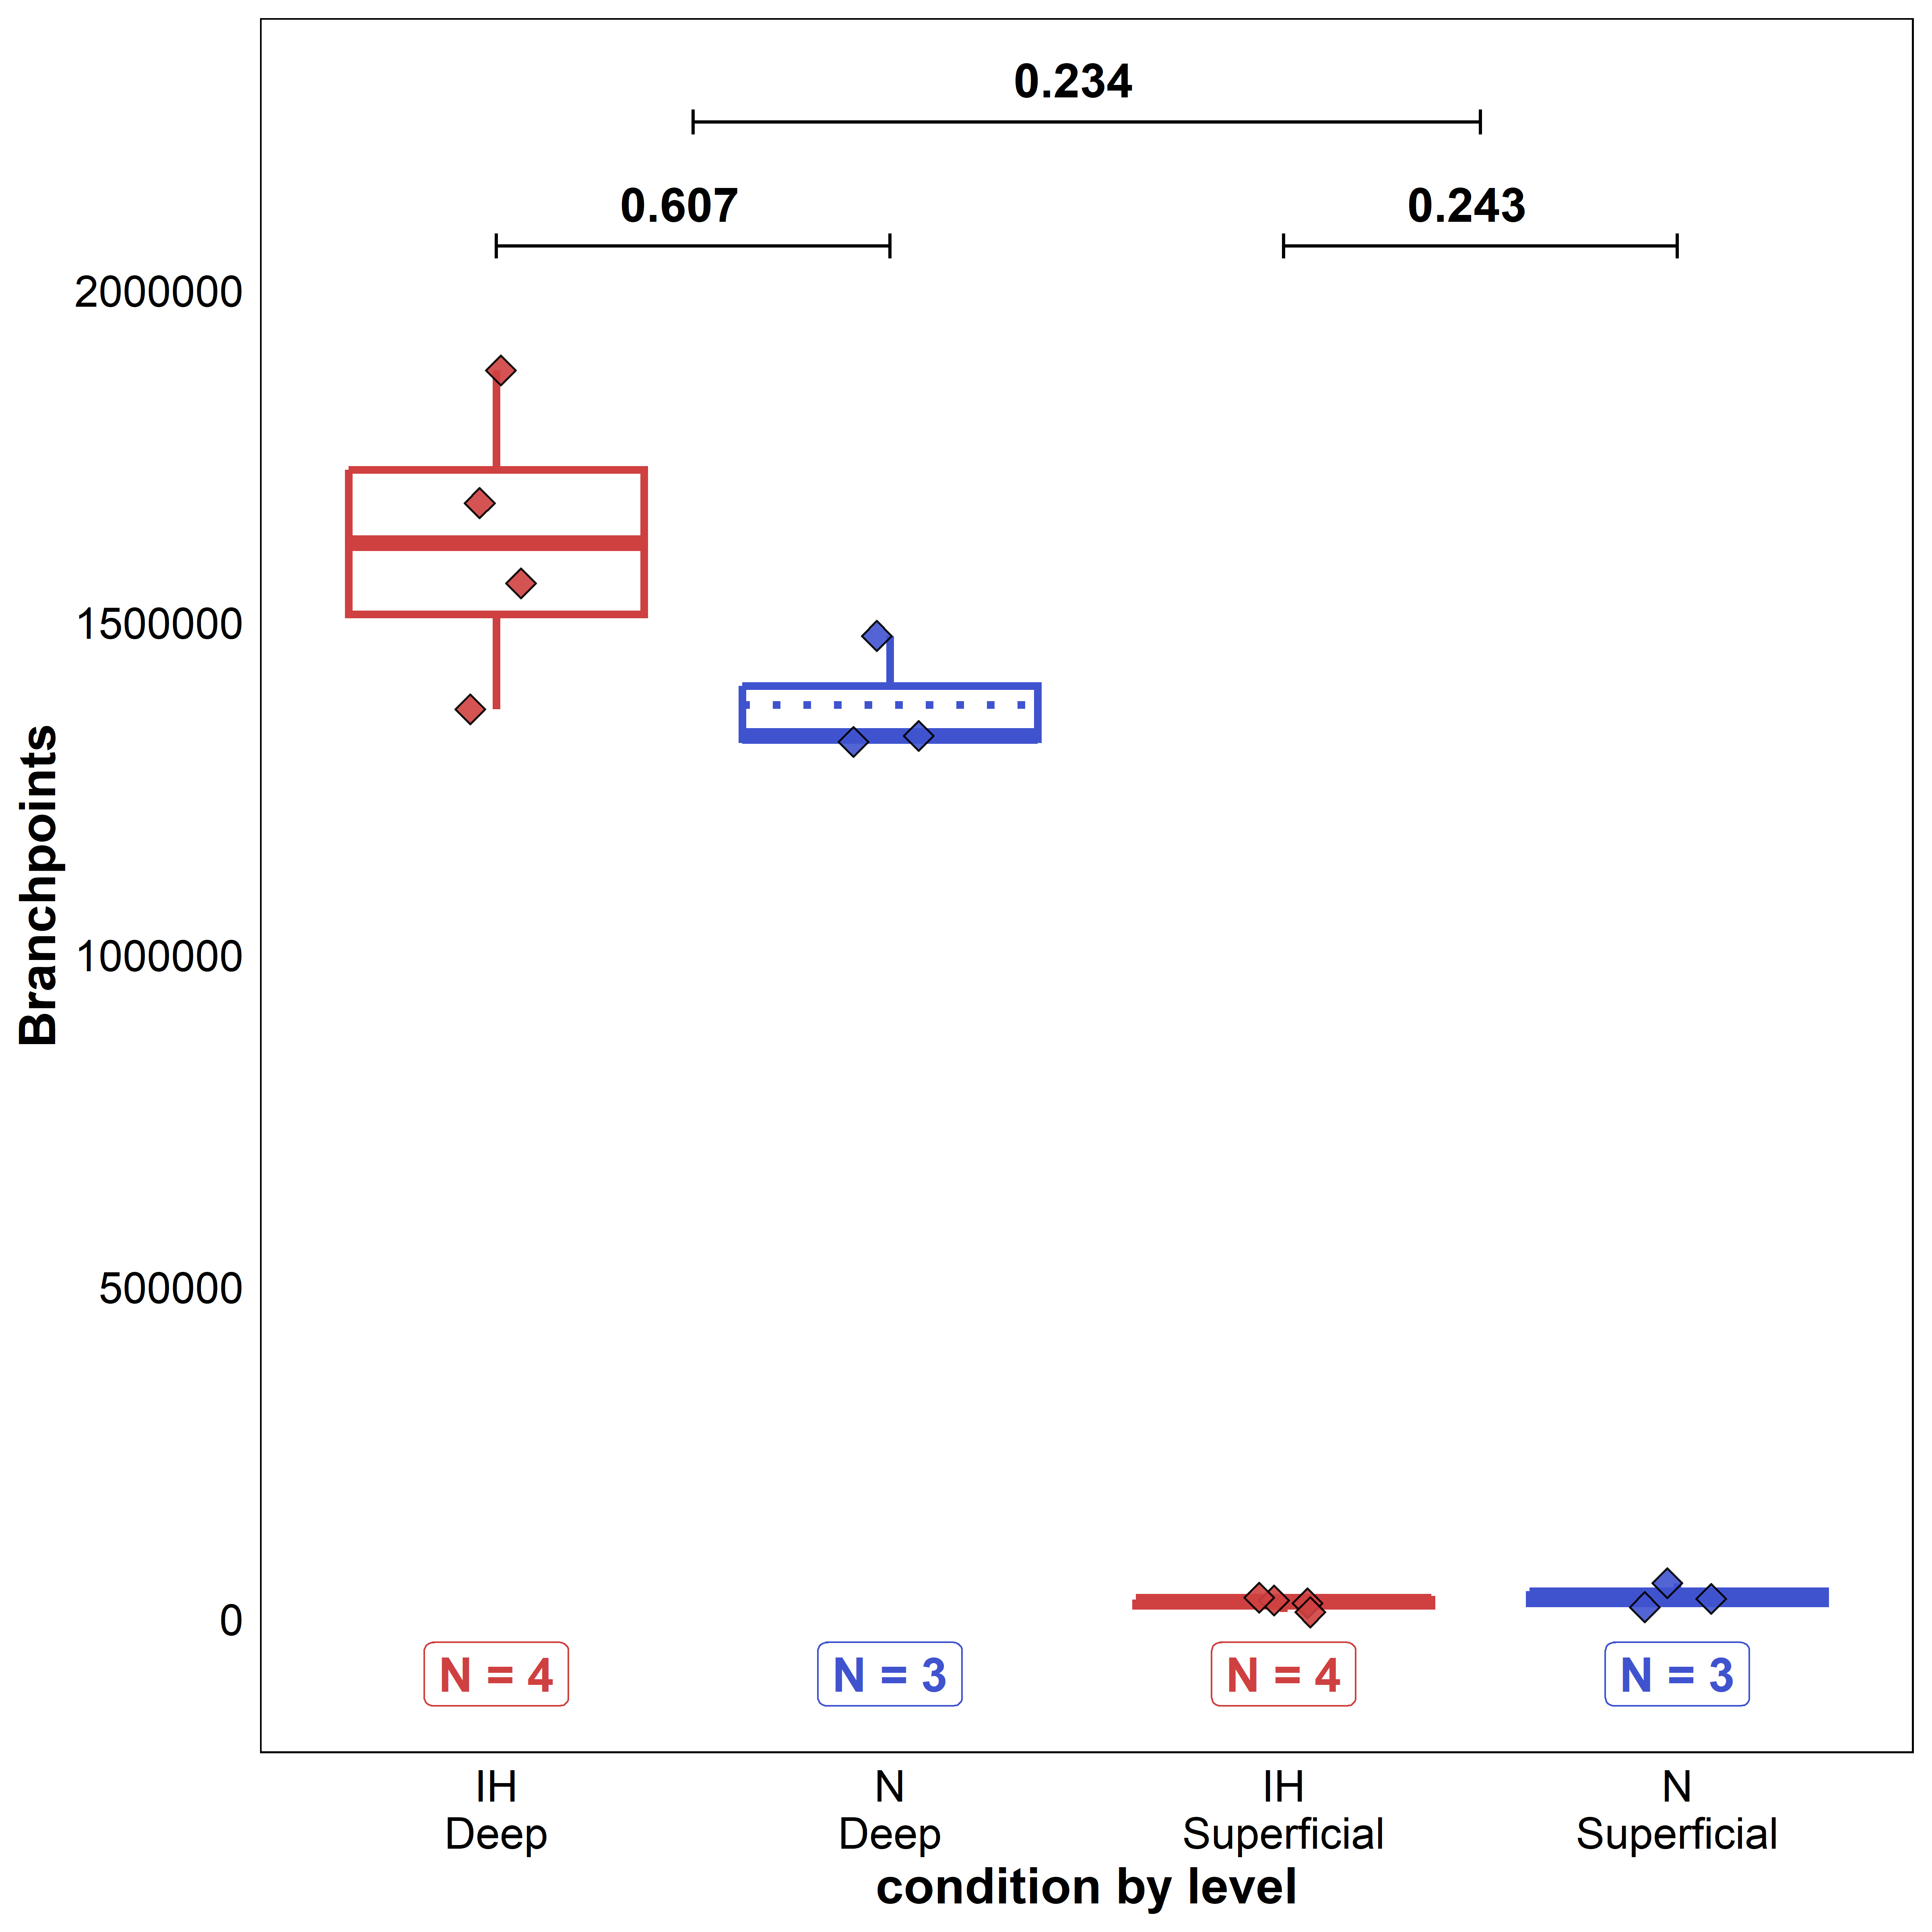 0.234
0.607
0.243
2000000
1500000
1000000
500000
0
Branchpoints
N = 4
N = 3
N = 4
N = 3
IH
Deep
N
Deep
IH
Superficial
N
Superficial
condition by level